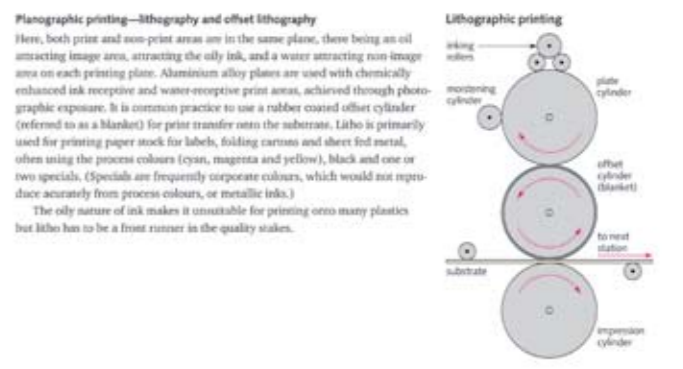 Planographic printing—lithography and offset lithography
Here, both print and non-print areas are in the same plane, there being an oil
attracting image area, attracting the oily ink, and a water attracting non-image
area on each printing plate. Aluminium alloy plates are used with chemically
enhanced ink receptive and water-receptive print areas, achieved through photo-
graphic exposure. It is common practice to use a rubber coated offset cylinder
(referred to as a blanket) for print transfer onto the substrate. Litho is primarily
used for printing paper stock for labels, folding cartons and sheet fed metal,
often using the process colours (cyan, magenta and yellow), black and one or
two specials. (Specials are frequently corporate colours, which would not repro-
duce acurately from process colours, or metallic inks.)
The oily nature of ink makes it unsuitable for printing onto many plastics
but litho has to be a front runner in the quality stakes.
Lithographic printing
inking
rollers
plate
cylinder
moistening
cylinder
offset
cylinder
(blanket)
to next
station
substrate
impression
cylinder